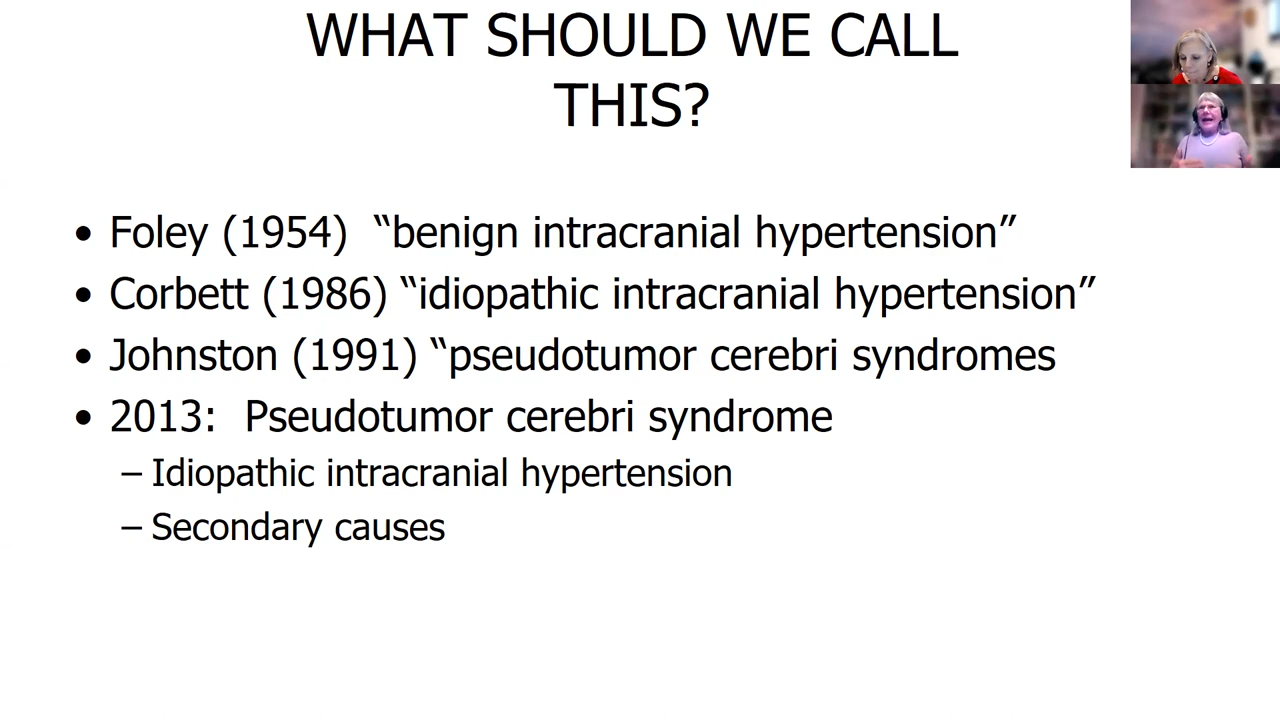 WHAT SHOULD WE CALL
THIS?
• Foley (1954)  “benign intracranial hypertension”
• Corbett (1986) “idiopathic intracranial hypertension”
• Johnston (1991) “pseudotumor cerebri syndromes
• 2013:  Pseudotumor cerebri syndrome
– Idiopathic intracranial hypertension
– Secondary causes